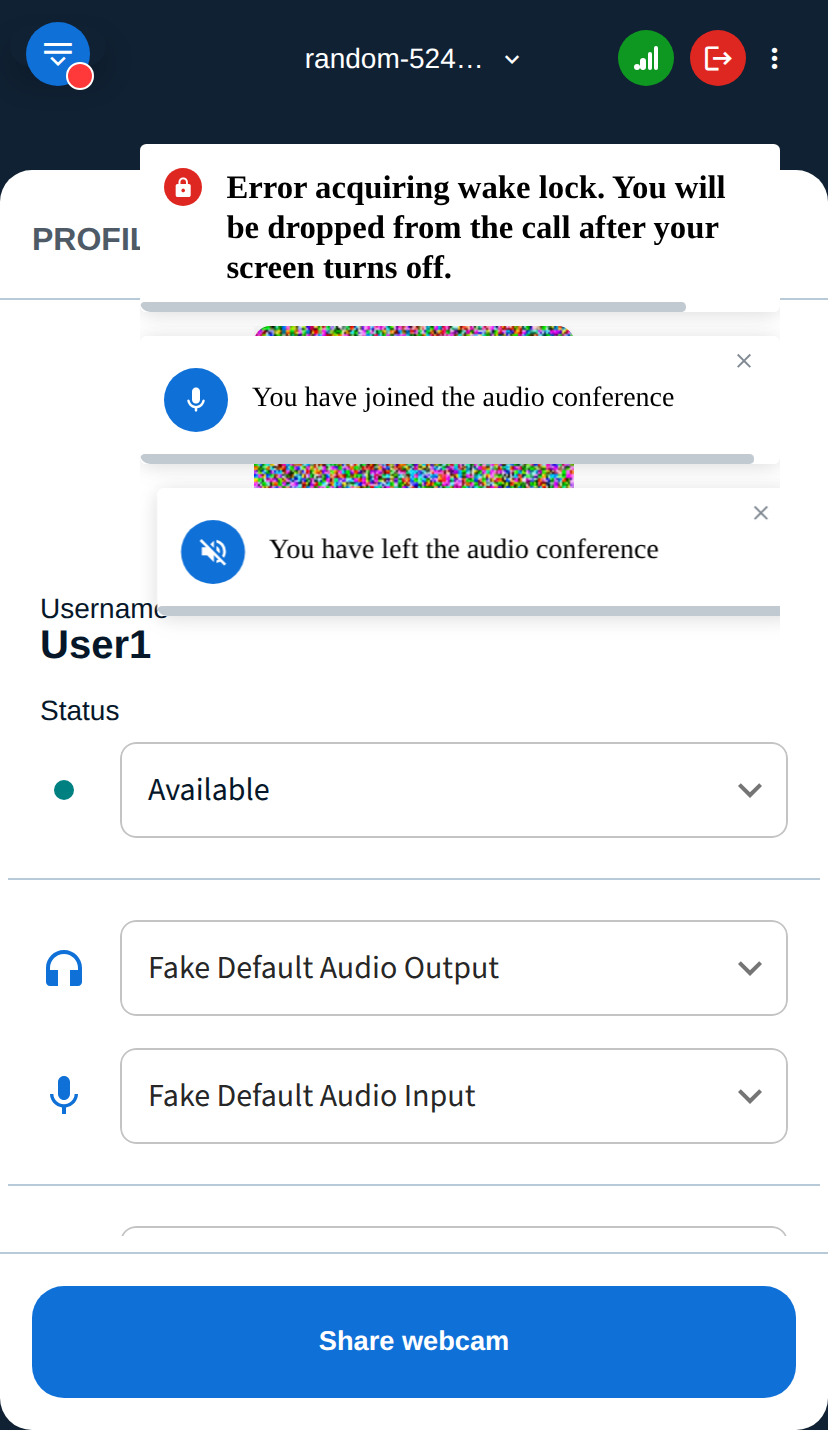 random-524…
PROFIL
Error acquiring wake lock. You will
be dropped from the call after your
screen turns off.
You have joined the audio conference
You have left the audio conference
Username
User1
Status
Available
Fake Default Audio Output
Fake Default Audio Input
Share webcam